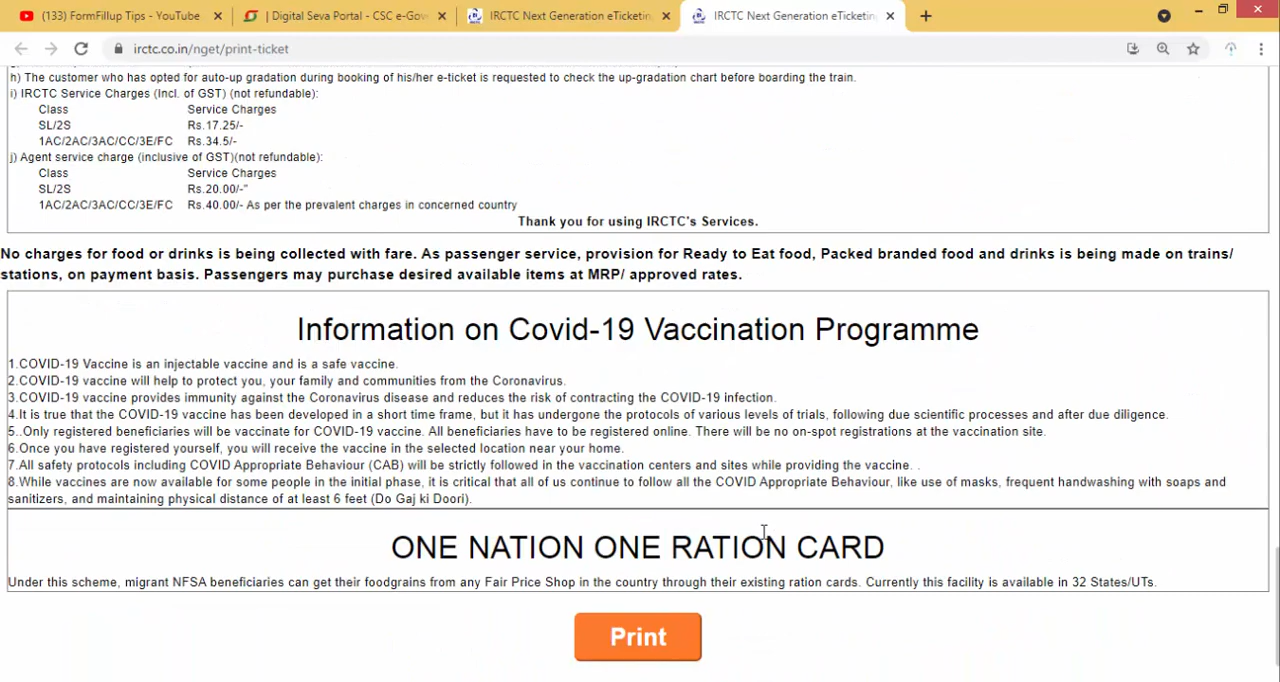 (133) FormFillup Tips - YouTube
| Digital Seva Portal - CSC e-Gov
IRCTC Next Generation eTicketing
IRCTC Next Generation eTicketing
irctc.co.in/nget/print-ticket
h) The customer who has opted for auto-up gradation during booking of his/her e-ticket is requested to check the up-gradation chart before boarding the train.
i) IRCTC Service Charges (Incl. of GST) (not refundable):
Class Service Charges
SL/2S Rs.17.25/-
1AC/2AC/3AC/CC/3E/FC Rs.34.5/-
j) Agent service charge (inclusive of GST)(not refundable):
Class Service Charges
SL/2S Rs.20.00/-"
1AC/2AC/3AC/CC/3E/FC Rs.40.00/- As per the prevalent charges in concerned country
Thank you for using IRCTC's Services.
No charges for food or drinks is being collected with fare. As passenger service, provision for Ready to Eat food, Packed branded food and drinks is being made on trains/
stations, on payment basis. Passengers may purchase desired available items at MRP/ approved rates.
Information on Covid-19 Vaccination Programme
1.COVID-19 Vaccine is an injectable vaccine and is a safe vaccine.
2.COVID-19 vaccine will help to protect you, your family and communities from the Coronavirus.
3.COVID-19 vaccine provides immunity against the Coronavirus disease and reduces the risk of contracting the COVID-19 infection.
4.It is true that the COVID-19 vaccine has been developed in a short time frame, but it has undergone the protocols of various levels of trials, following due scientific processes and after due diligence.
5..Only registered beneficiaries will be vaccinate for COVID-19 vaccine. All beneficiaries have to be registered online. There will be no on-spot registrations at the vaccination site.
6.Once you have registered yourself, you will receive the vaccine in the selected location near your home.
7.All safety protocols including COVID Appropriate Behaviour (CAB) will be strictly followed in the vaccination centers and sites while providing the vaccine. .
8.While vaccines are now available for some people in the initial phase, it is critical that all of us continue to follow all the COVID Appropriate Behaviour, like use of masks, frequent handwashing with soaps and
sanitizers, and maintaining physical distance of at least 6 feet (Do Gaj ki Doori).
ONE NATION ONE RATION CARD
Under this scheme, migrant NFSA beneficiaries can get their foodgrains from any Fair Price Shop in the country through their existing ration cards. Currently this facility is available in 32 States/UTs.
Print